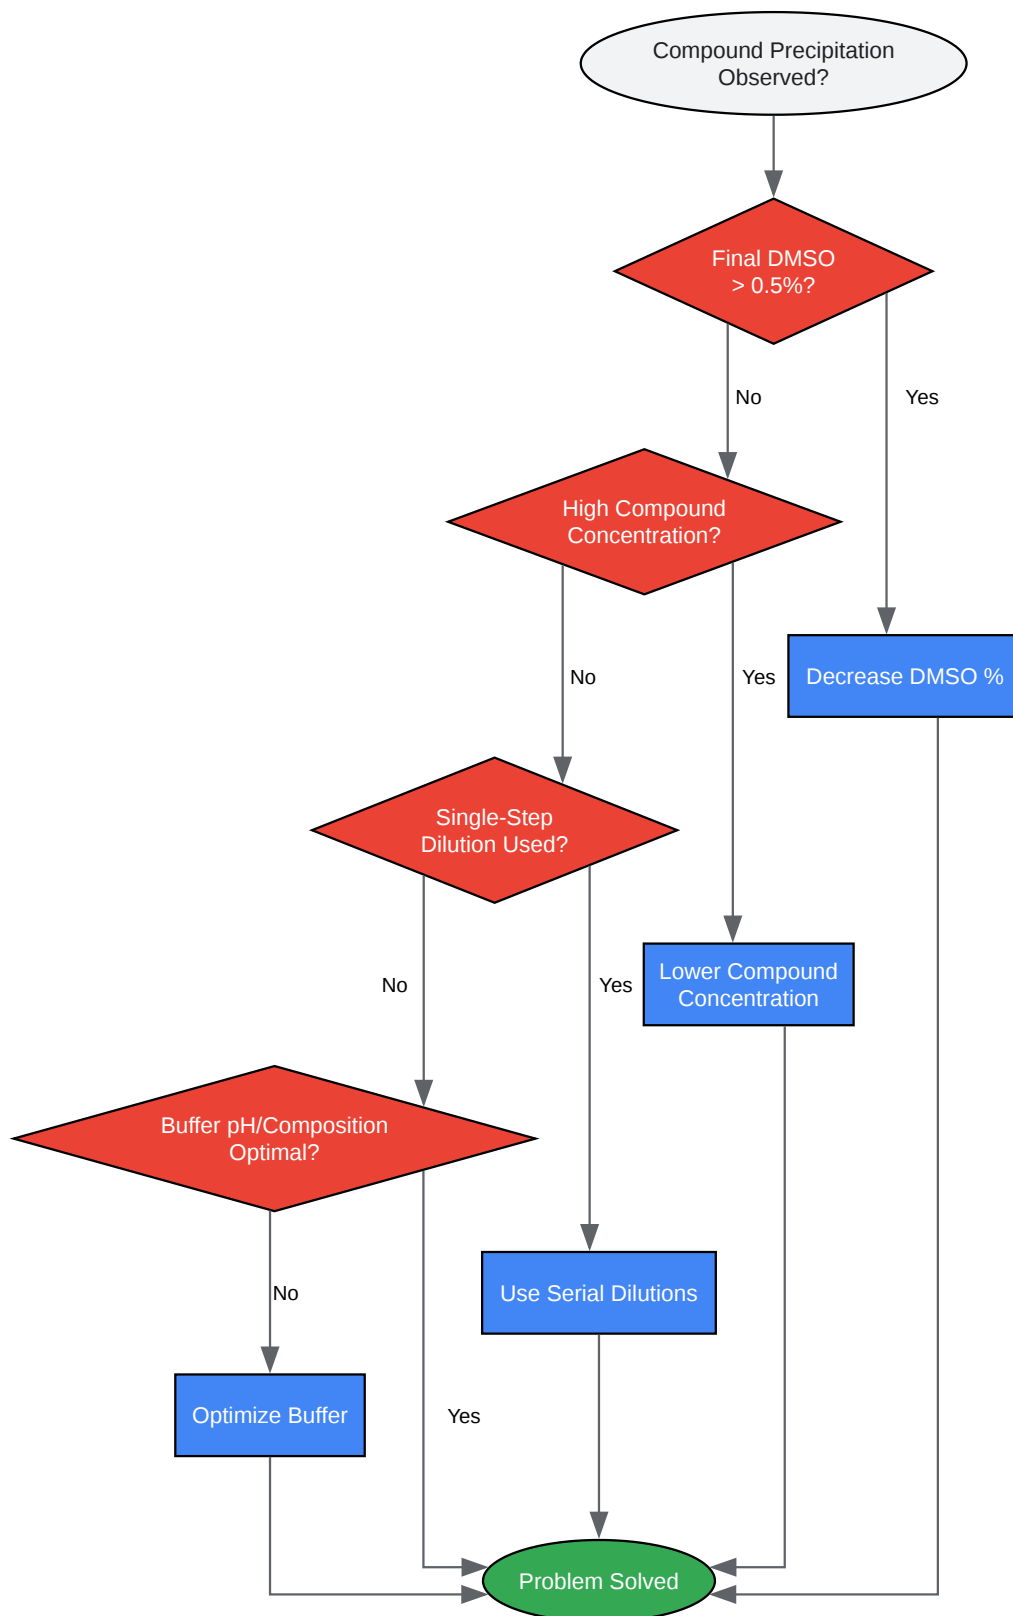 Compound Precipitation
Observed?
Final DMSO
> 0.5%?
No
Yes
High Compound
Concentration?
No
Yes
Decrease DMSO %
Single-Step
Dilution Used?
No
Yes
Lower Compound
Concentration
Buffer pH/Composition
Optimal?
No
Use Serial Dilutions
Optimize Buffer
Yes
Problem Solved